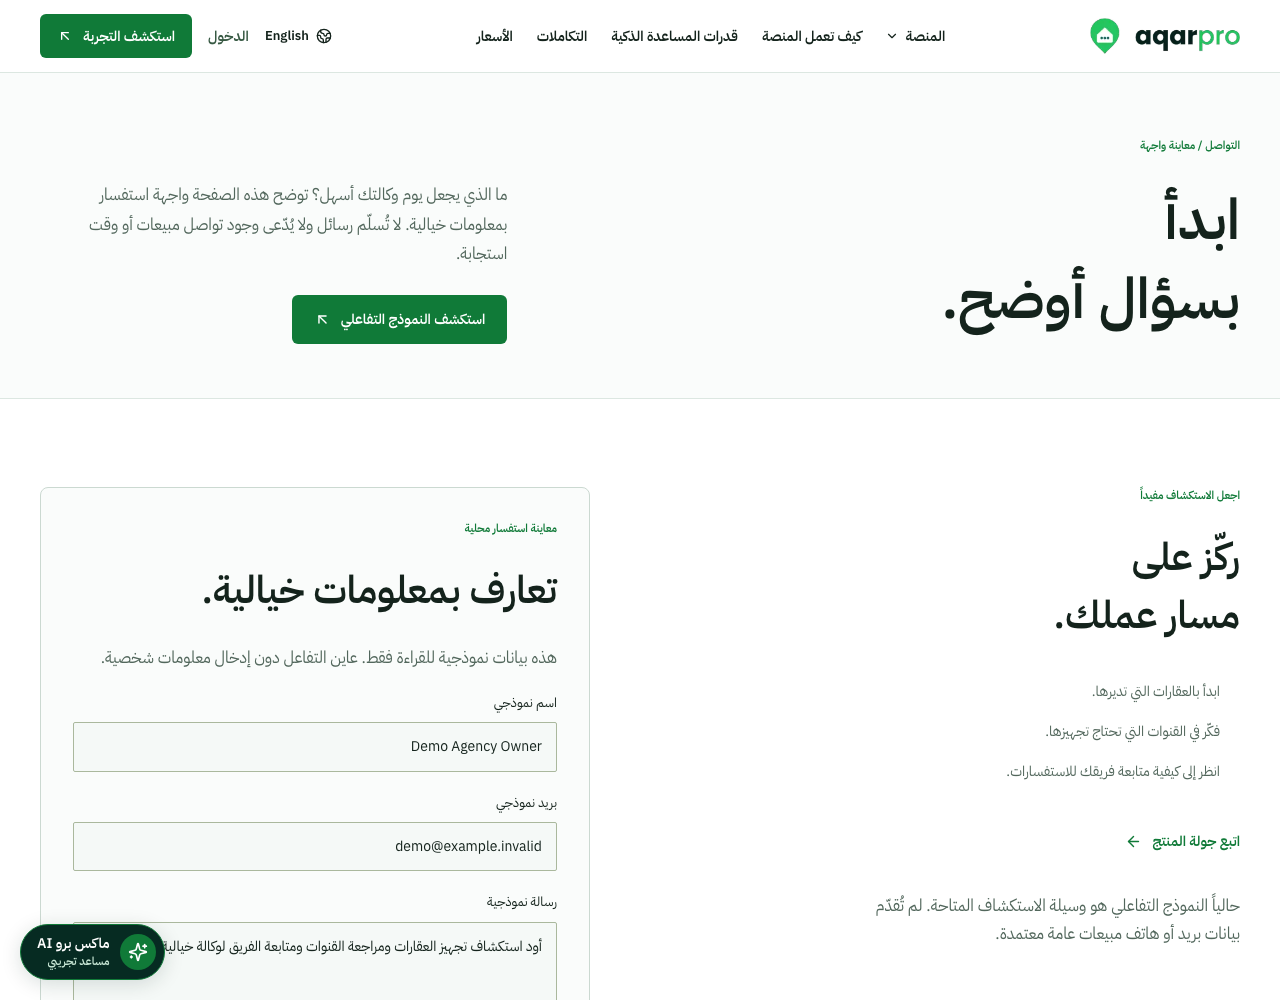 aqarpro
المنصة
كيف تعمل المنصة
قدرات المساعدة الذكية
التكاملات
الأسعار
English
الدخول
استكشف التجربة
التواصل / معاينة واجهة
ابدأ
بسؤال أوضح.
ما الذي يجعل يوم وكالتك أسهل؟ توضح هذه الصفحة واجهة استفسار
بمعلومات خيالية. لا تُسلّم رسائل ولا يُدّعى وجود تواصل مبيعات أو وقت
استجابة.
استكشف النموذج التفاعلي
اجعل الاستكشاف مفيداً
ركّز على
مسار عملك.
ابدأ بالعقارات التي تديرها.
فكّر في القنوات التي تحتاج تجهيزها.
انظر إلى كيفية متابعة فريقك للاستفسارات.
اتبع جولة المنتج
حالياً النموذج التفاعلي هو وسيلة الاستكشاف المتاحة. لم تُقدّم
بيانات بريد أو هاتف مبيعات عامة معتمدة.
معاينة استفسار محلية
تعارف بمعلومات خيالية.
هذه بيانات نموذجية للقراءة فقط. عاين التفاعل دون إدخال معلومات شخصية.
اسم نموذجي
Demo Agency Owner
بريد نموذجي
demo@example.invalid
رسالة نموذجية
أود استكشاف تجهيز العقارات ومراجعة القنوات ومتابعة الفريق لوكالة خيالية
ماكس برو AI
مساعد تجريبي